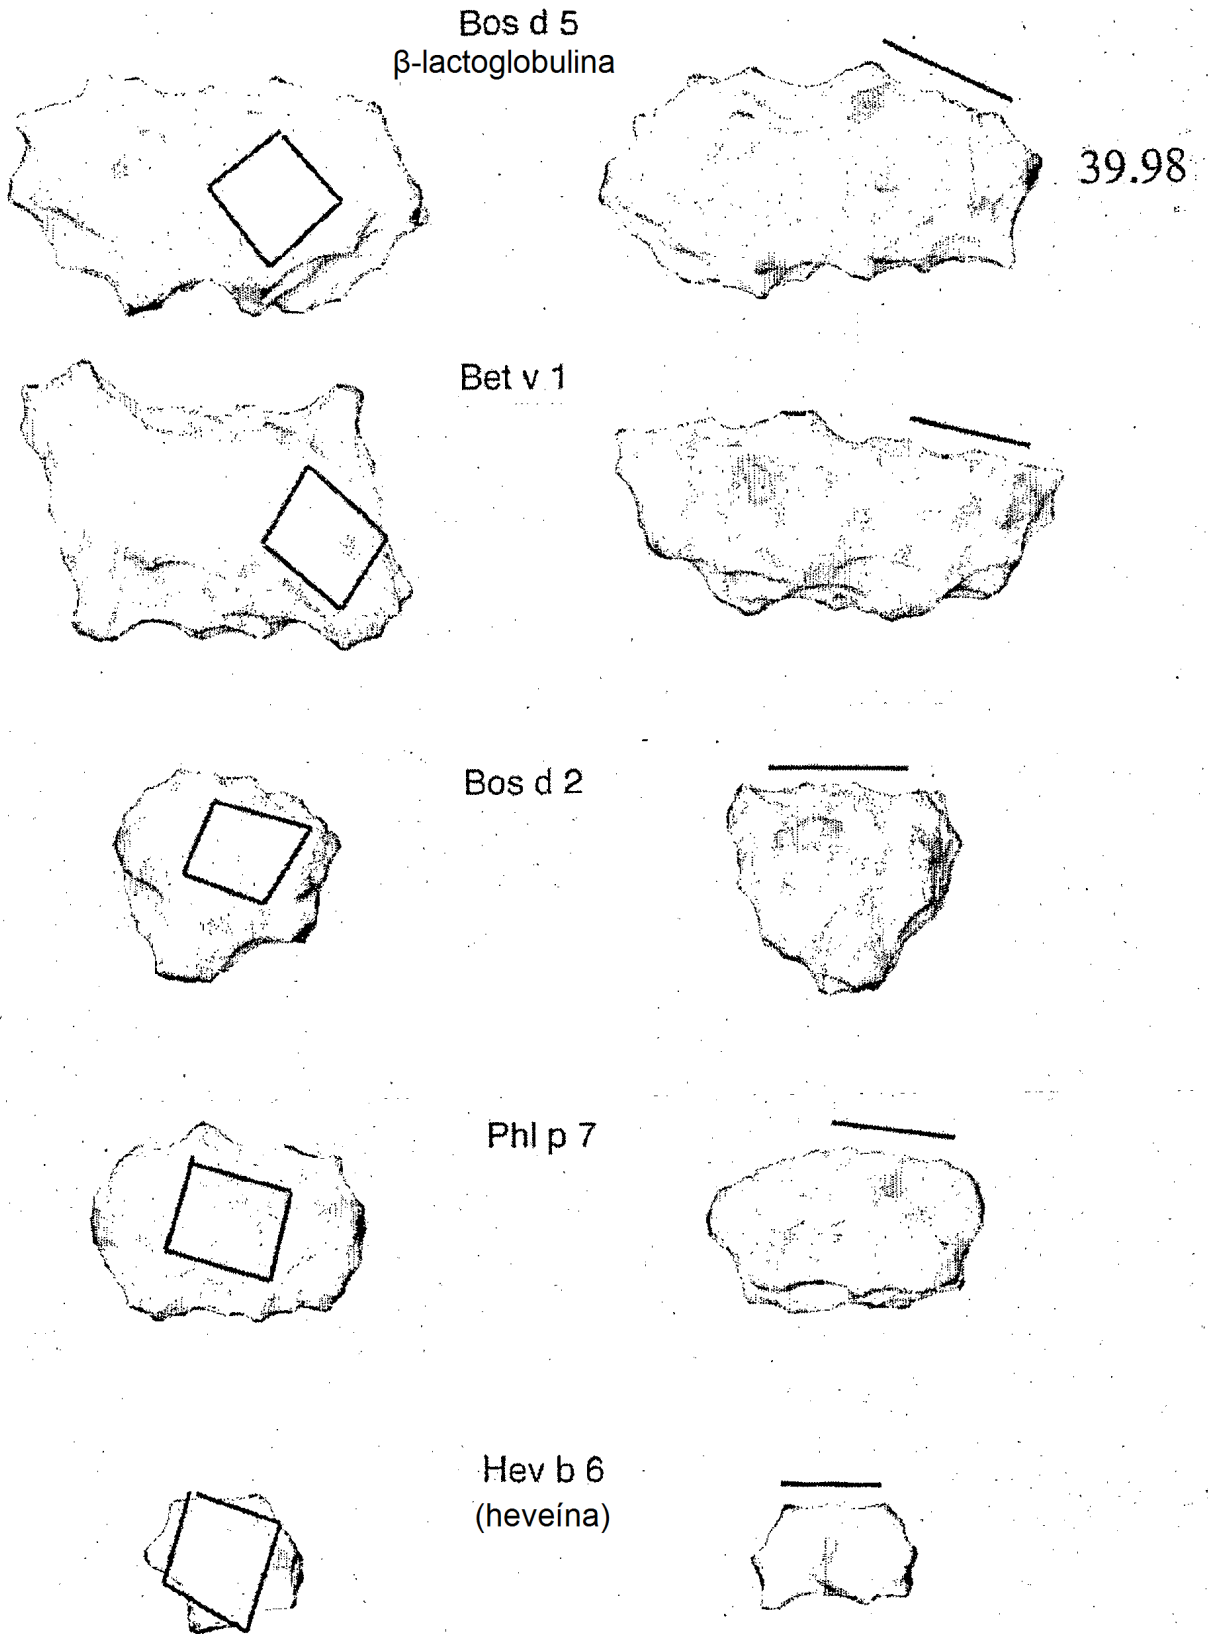 Bos d 5
β-lactoglobulina
39.98
Bet v 1
Bos d 2
Phl p 7
Hev b 6
(heveína)